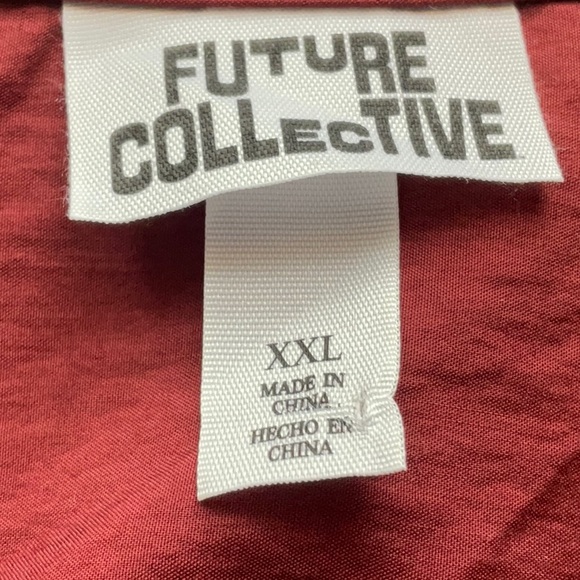 FUTURE
COLLECTIVE
XXL
MADE IN
CHINA
HECHO EN
CHINA